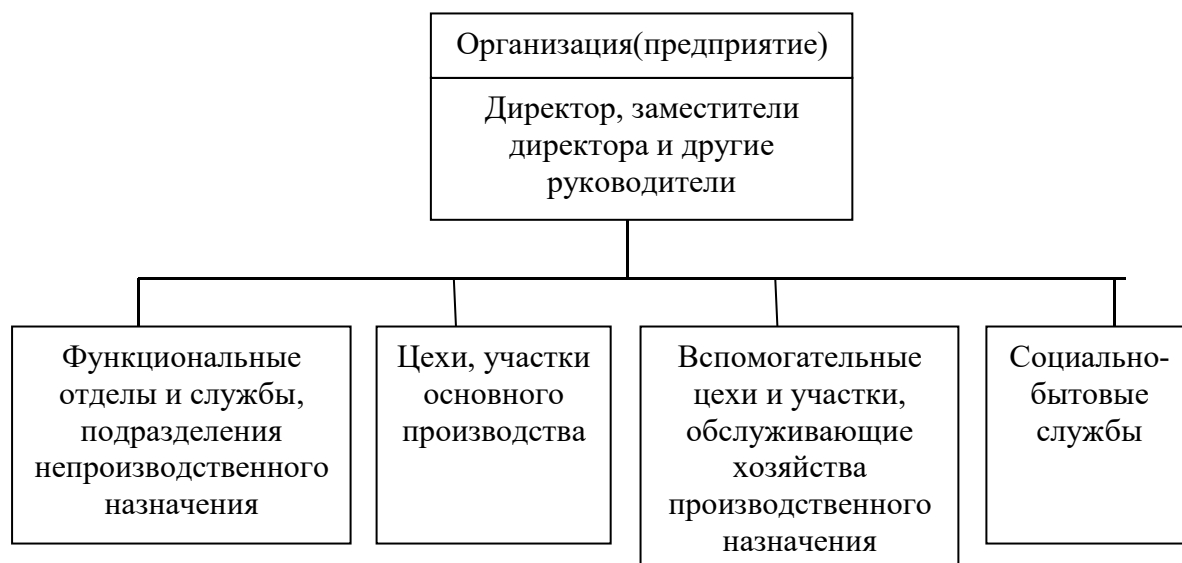 Организация(предприятие)
Директор, заместители
директора и другие
руководители
Функциональные
отделы и службы,
подразделения
непроизводственного
назначения
Цехи, участки
основного
производства
Вспомогательные
цехи и участки,
обслуживающие
хозяйства
производственного
назначения
Социально-
бытовые
службы